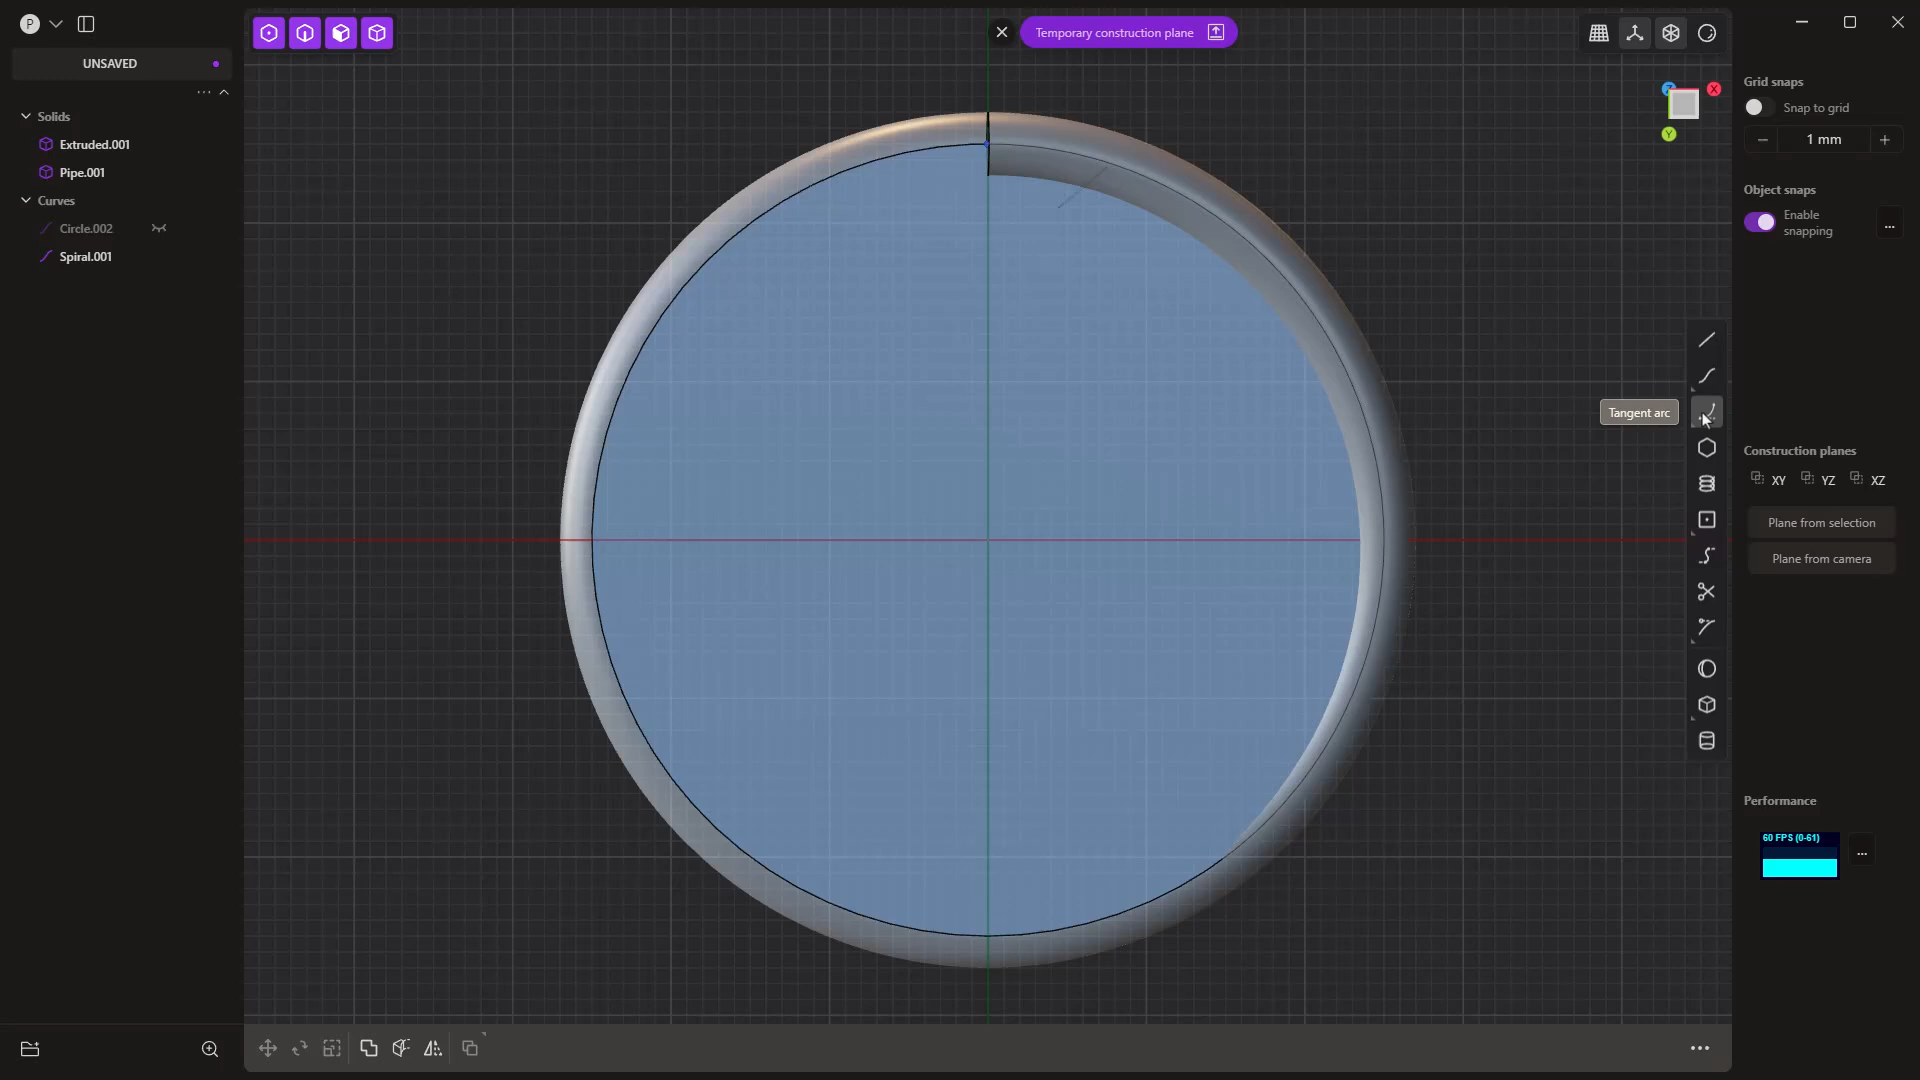 P
UNSAVED
Solids
Extruded.001
Pipe.001
Curves
Circle.002
Spiral.001
Temporary construction plane
Z
X
Y
Tangent arc
Grid snaps
Snap to grid
1 mm
Object snaps
Enable
snapping
...
Construction planes
XY
YZ
XZ
Plane from selection
Plane from camera
Performance
60 FPS (0-61)
...